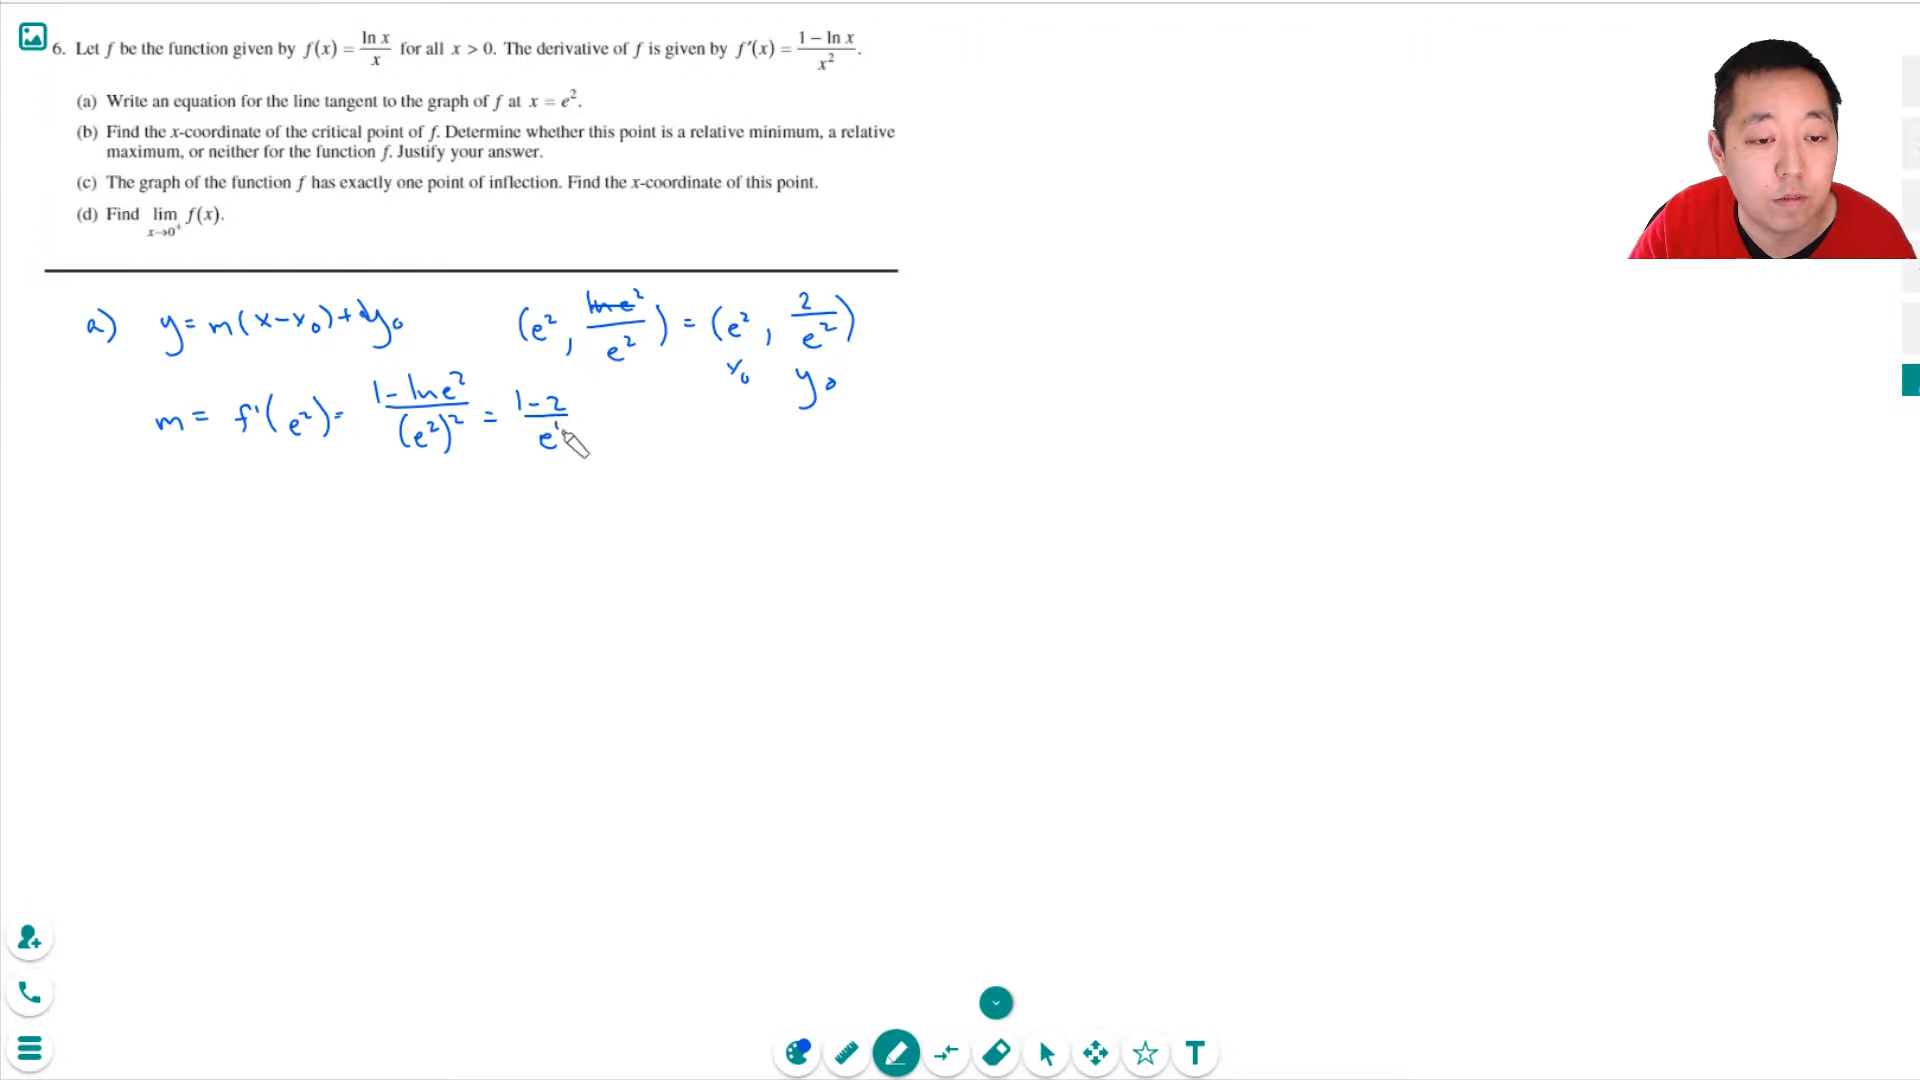 6. Let f be the function given by f(x) = ln x / x for all x > 0. The derivative of f is given by f′(x) = (1 − ln x) / x².
(a) Write an equation for the line tangent to the graph of f at x = e².
(b) Find the x-coordinate of the critical point of f. Determine whether this point is a relative minimum, a relative
maximum, or neither for the function f. Justify your answer.
(c) The graph of the function f has exactly one point of inflection. Find the x-coordinate of this point.
(d) Find lim x→0⁺ f(x).
a) y = m(x − x₀) + y₀ (e², ln e² / e²) = (e², 2 / e²)
x₀ y₀
m = f'(e²) = (1 − ln e²) / (e²)² = (1 − 2) / e
T